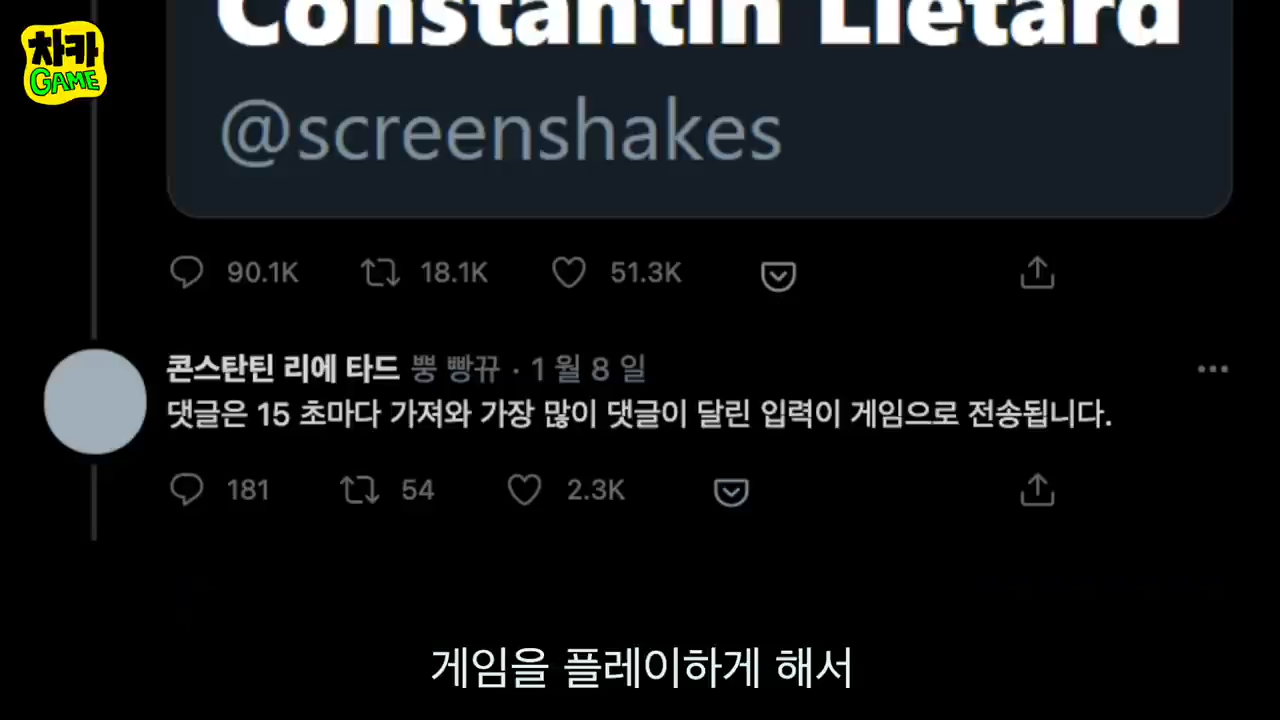 차카
GAME
Constantin Lietard
@screenshakes
90.1K 18.1K 51.3K
콘스탄틴 리에 타드 뿡 빵뀨 · 1 월 8 일
댓글은 15 초마다 가져와 가장 많이 댓글이 달린 입력이 게임으로 전송됩니다.
181 54 2.3K
게임을 플레이하게 해서